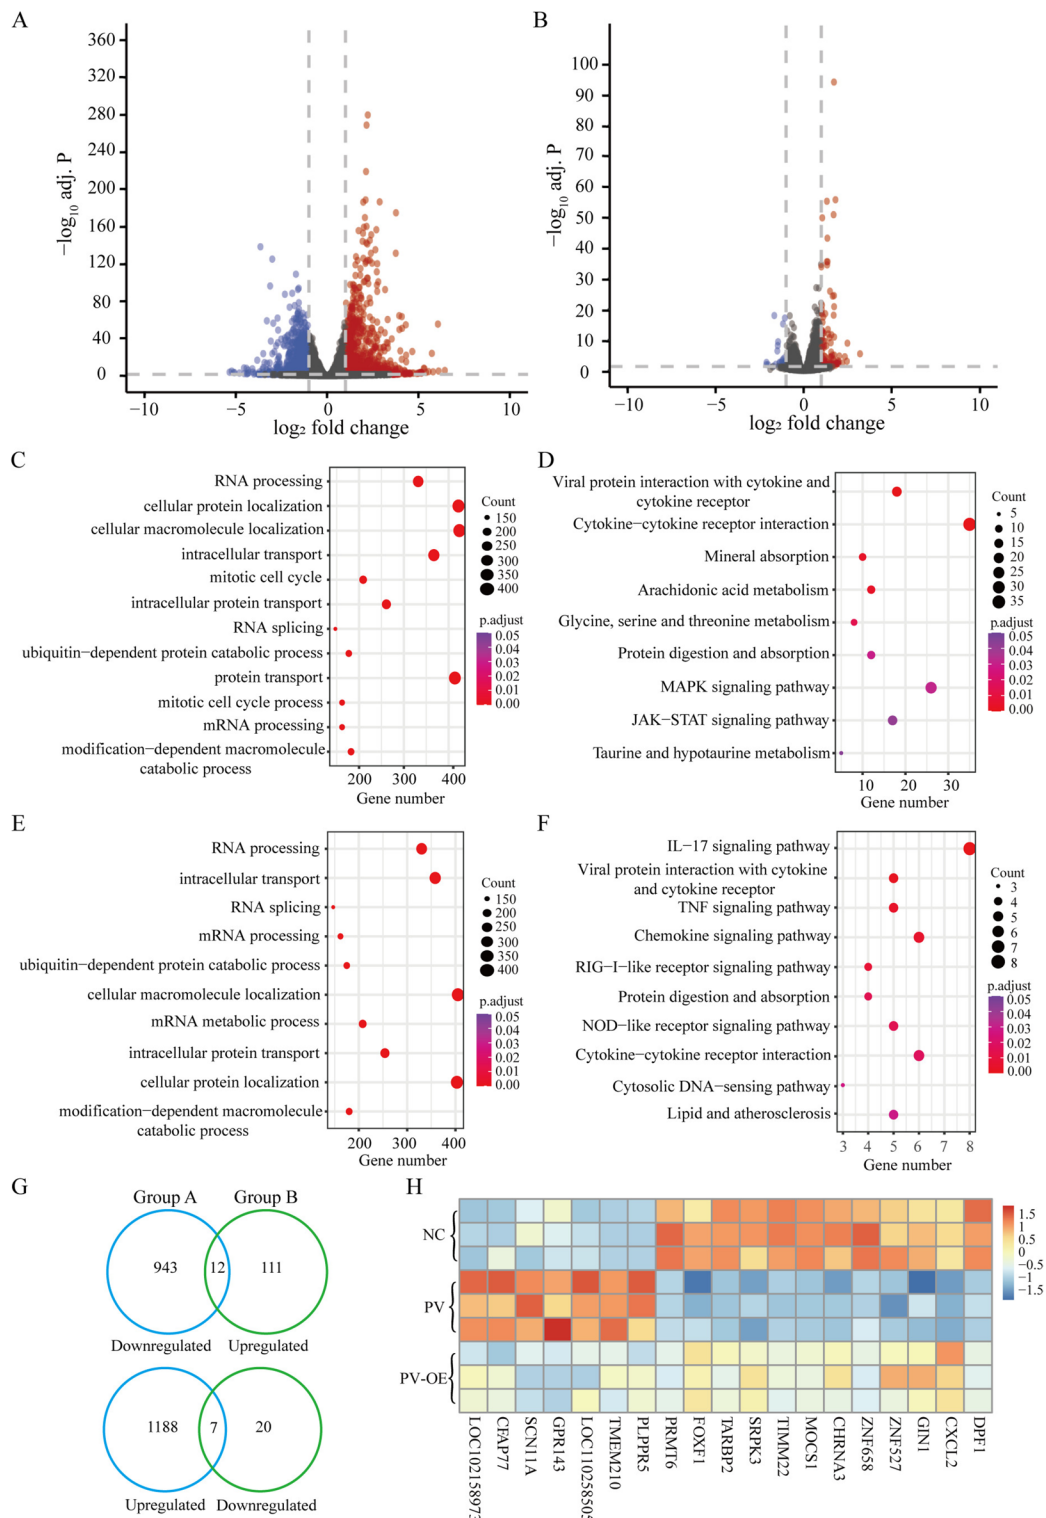 A
360
320
280
240
200
160
120
80
40
0
−log10 adj. P
−10
−5
0
5
10
log2 fold change
B
100
90
80
70
60
50
40
30
20
10
0
−log10 adj. P
−10
−5
0
5
10
log2 fold change
C
RNA processing
cellular protein localization
cellular macromolecule localization
intracellular transport
mitotic cell cycle
intracellular protein transport
RNA splicing
ubiquitin−dependent protein catabolic process
protein transport
mitotic cell cycle process
mRNA processing
modification−dependent macromolecule
catabolic process
200
300
400
Gene number
Count
150
200
250
300
350
400
p.adjust
0.05
0.04
0.03
0.02
0.01
0.00
D
Viral protein interaction with cytokine and
cytokine receptor
Cytokine−cytokine receptor interaction
Mineral absorption
Arachidonic acid metabolism
Glycine, serine and threonine metabolism
Protein digestion and absorption
MAPK signaling pathway
JAK−STAT signaling pathway
Taurine and hypotaurine metabolism
10
20
30
Gene number
Count
5
10
15
20
25
30
35
p.adjust
0.05
0.04
0.03
0.02
0.01
0.00
E
RNA processing
intracellular transport
RNA splicing
mRNA processing
ubiquitin−dependent protein catabolic process
cellular macromolecule localization
mRNA metabolic process
intracellular protein transport
cellular protein localization
modification−dependent macromolecule
catabolic process
200
300
400
Gene number
Count
150
200
250
300
350
400
p.adjust
0.05
0.04
0.03
0.02
0.01
0.00
F
IL−17 signaling pathway
Viral protein interaction with cytokine
and cytokine receptor
TNF signaling pathway
Chemokine signaling pathway
RIG−I−like receptor signaling pathway
Protein digestion and absorption
NOD−like receptor signaling pathway
Cytokine−cytokine receptor interaction
Cytosolic DNA−sensing pathway
Lipid and atherosclerosis
3
4
5
6
7
8
Gene number
Count
3
4
5
6
7
8
p.adjust
0.05
0.04
0.03
0.02
0.01
0.00
G
Group A
Group B
943
12
111
Downregulated
Upregulated
1188
7
20
Upregulated
Downregulated
H
NC
PV
PV-OE
1.5
0.5
−0.5
−1
−1.5
LOC102158973
CFAP77
SCN11A
GPR143
LOC110258505
TMEM210
PLPPR5
PRMT6
FOXF1
TARBP2
SRPK3
TIMM22
MOCS1
CHRNA3
ZNF658
ZNF527
GIN1
CXCL2
DPF1